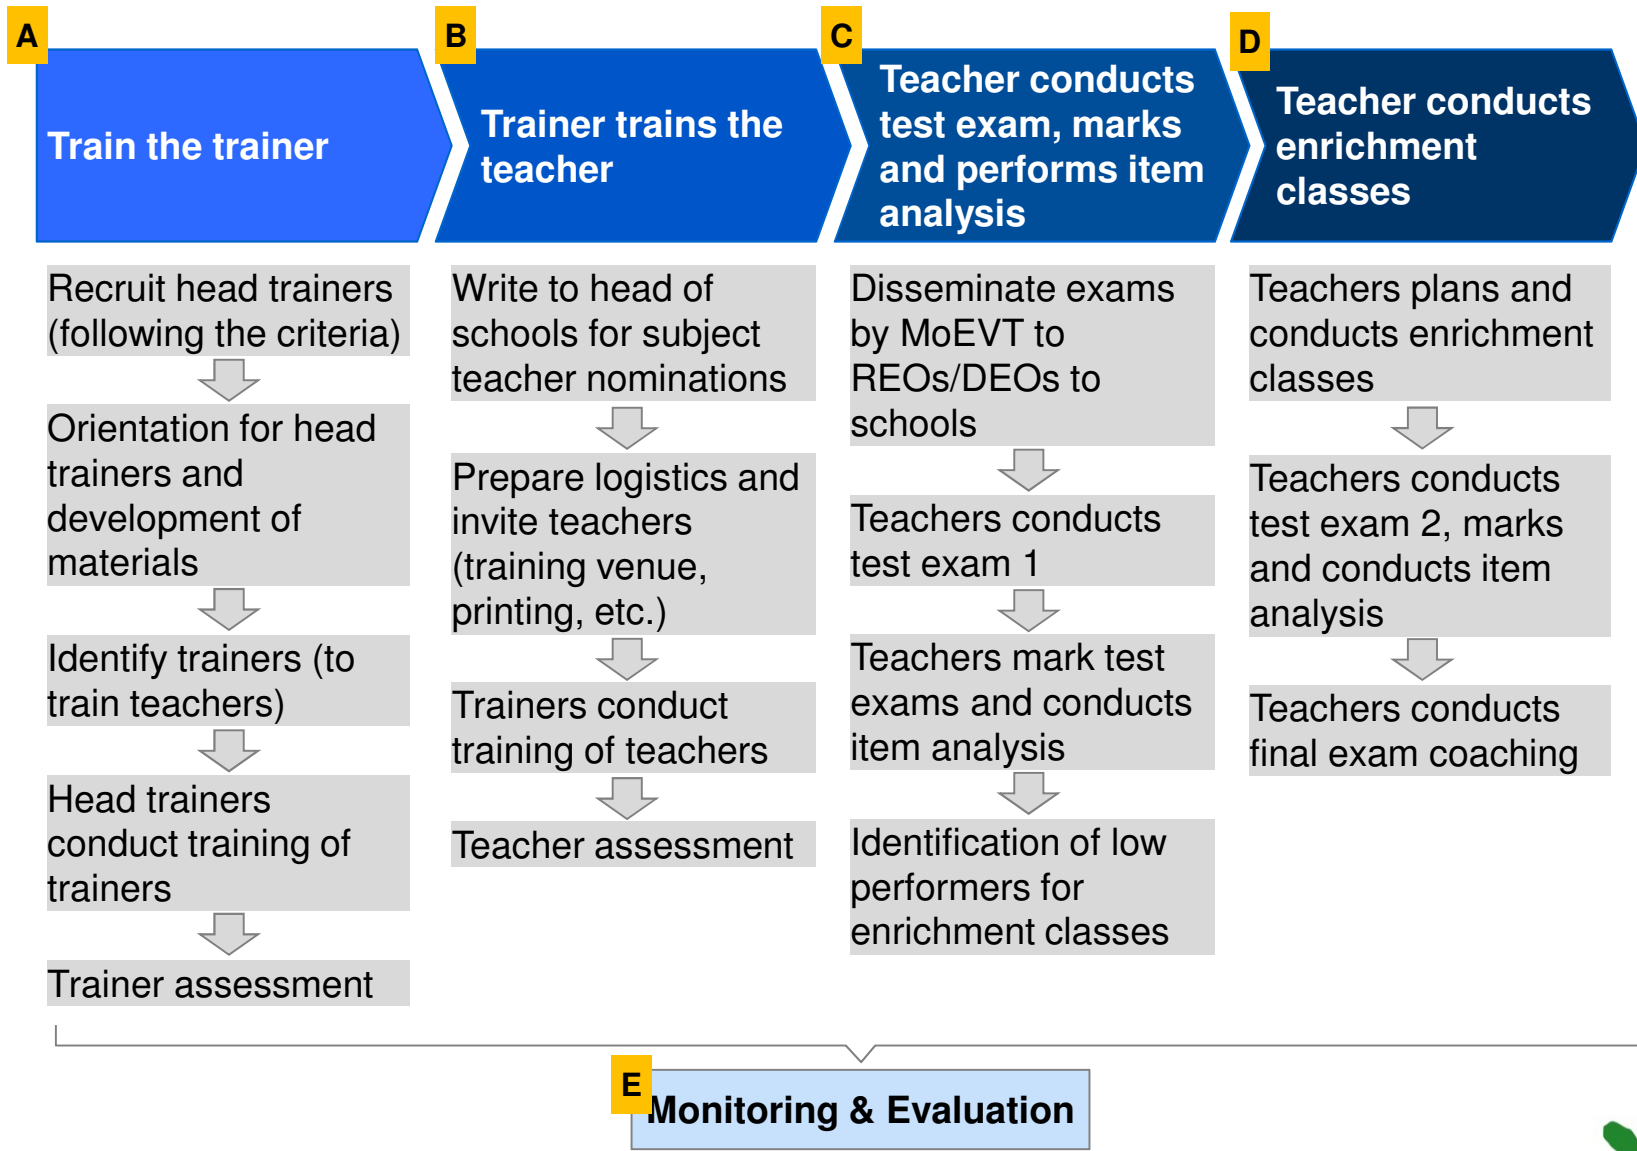 A
Train the trainer
Recruit head trainers
(following the criteria)
Orientation for head
trainers and
development of
materials
Identify trainers (to
train teachers)
Head trainers
conduct training of
trainers
Trainer assessment
B
Trainer trains the
teacher
Write to head of
schools for subject
teacher nominations
Prepare logistics and
invite teachers
(training venue,
printing, etc.)
Trainers conduct
training of teachers
Teacher assessment
C
Teacher conducts
test exam, marks
and performs item
analysis
Disseminate exams
by MoEVT to
REOs/DEOs to
schools
Teachers conducts
test exam 1
Teachers mark test
exams and conducts
item analysis
Identification of low
performers for
enrichment classes
D
Teacher conducts
enrichment
classes
Teachers plans and
conducts enrichment
classes
Teachers conducts
test exam 2, marks
and conducts item
analysis
Teachers conducts
final exam coaching
E
Monitoring & Evaluation